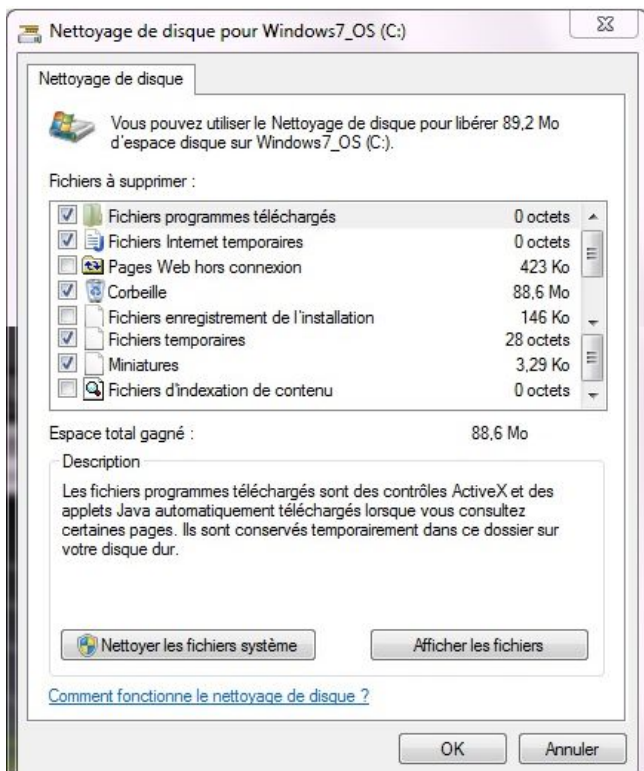 Nettoyage de disque pour Windows7_OS (C:)
Nettoyage de disque
Vous pouvez utiliser le Nettoyage de disque pour libérer 89,2 Mo
d'espace disque sur Windows7_OS (C:).
Fichiers à supprimer :
Fichiers programmes téléchargés 0 octets
Fichiers Internet temporaires 0 octets
Pages Web hors connexion 423 Ko
Corbeille 88,6 Mo
Fichiers enregistrement de l'installation 146 Ko
Fichiers temporaires 28 octets
Miniatures 3,29 Ko
Fichiers d'indexation de contenu 0 octets
Espace total gagné : 88,6 Mo
Description
Les fichiers programmes téléchargés sont des contrôles ActiveX et des
applets Java automatiquement téléchargés lorsque vous consultez
certaines pages. Ils sont conservés temporairement dans ce dossier sur
votre disque dur.
Nettoyer les fichiers système Afficher les fichiers
Comment fonctionne le nettoyage de disque ?
OK Annuler